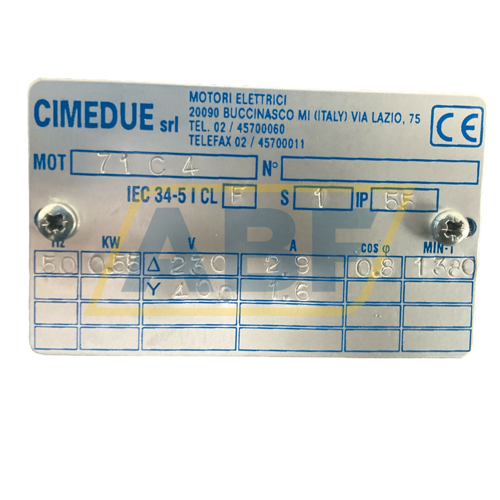 CIMEDUE srl
MOTORI ELETTRICI
20090 BUCCINASCO MI (ITALY) VIA LAZIO, 75
TEL. 02 / 45700060
TELEFAX 02 / 45700011
CE
MOT 71 C 4 N°
IEC 34-5 I CL F S 1 IP 55
Hz KW V. A cos φ MIN-1
50 0.55 Δ 230 2.9 0.8 1380
Y 400 1.6
ABF